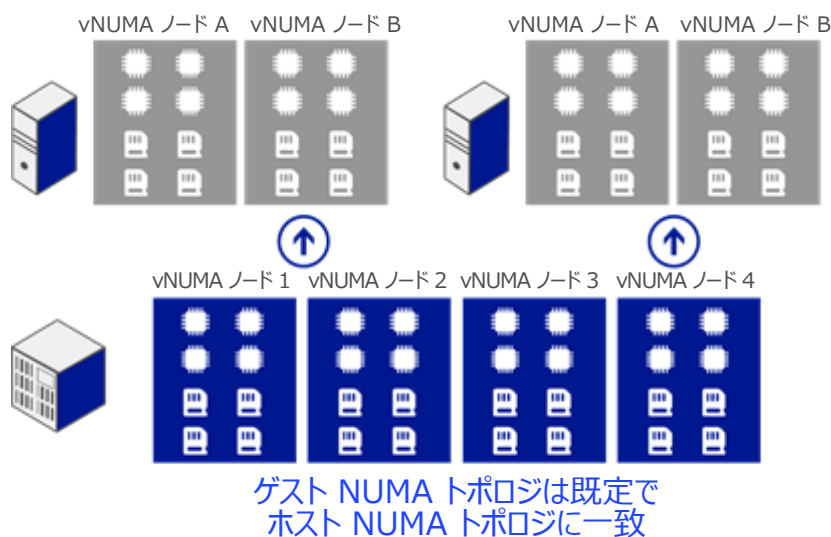 vNUMA ノード A vNUMA ノード B vNUMA ノード A vNUMA ノード B
vNUMA ノード 1 vNUMA ノード 2 vNUMA ノード 3 vNUMA ノード 4
ゲスト NUMA トポロジは既定で
ホスト NUMA トポロジに一致